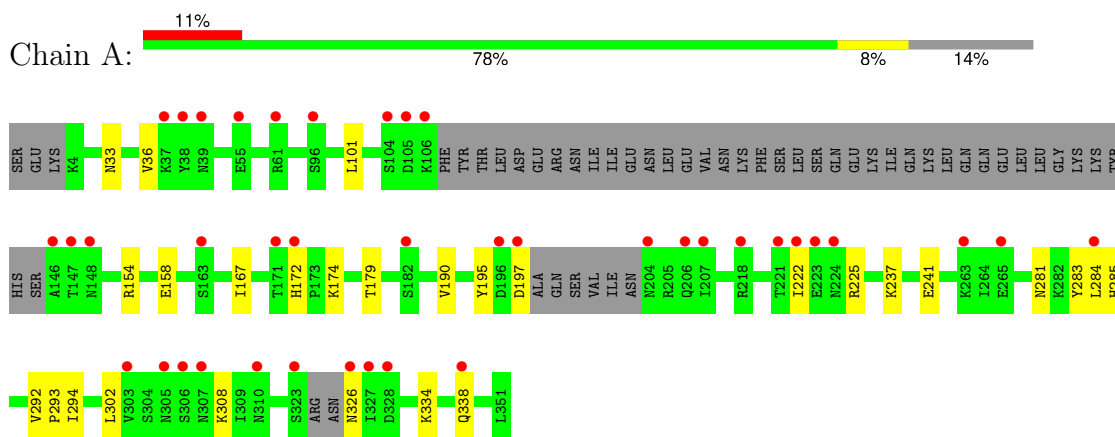 11%
Chain A:
78% 8% 14%
SER GLU LYS K4 N33 V36 K37 Y38 N39 E55 R61 S96 L101 S104 D105 K106 PHE TYR THR LEU ASP GLU ARG ASN ILE ILE GLU ASN LEU GLU VAL ASN LYS PHE SER LEU SER GLN GLU LYS ILE GLN LYS LEU GLN GLN GLU LEU LEU GLY LYS LYS TYR
HIS SER A146 T147 N148 R154 E158 S163 I167 T171 H172 P173 K174 T179 S182 V190 Y195 D196 D197 ALA GLN SER VAL ILE ASN N204 R205 Q206 I207 R218 T221 I222 E223 N224 R225 K237 E241 K263 I264 E265 N281 K282 Y283 L284 H285
V292 P293 I294 L302 V303 S304 N305 S306 N307 K308 I309 N310 S323 ARG ASN N326 I327 D328 K334 Q338 L351